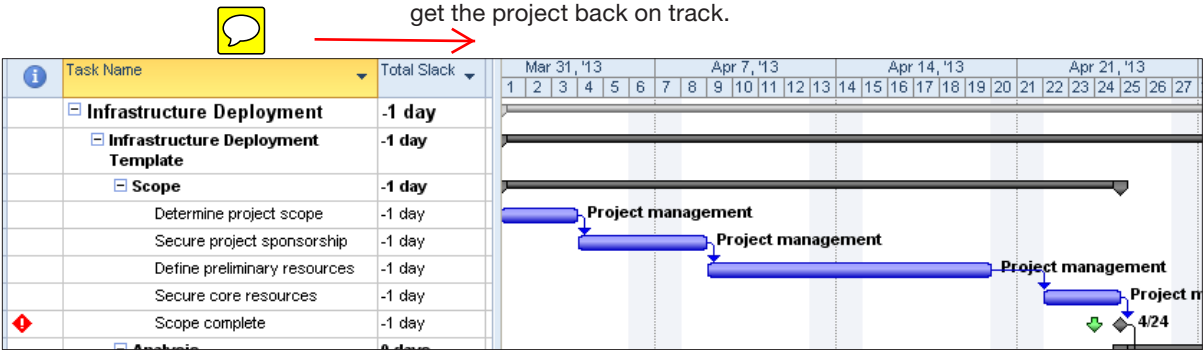 get the project back on track.
Task Name Total Slack Mar 31, '13 Apr 7, '13 Apr 14, '13 Apr 21, '13
1 2 3 4 5 6 7 8 9 10 11 12 13 14 15 16 17 18 19 20 21 22 23 24 25 26 27
Infrastructure Deployment -1 day
Infrastructure Deployment -1 day
Template
Scope -1 day
Determine project scope -1 day Project management
Secure project sponsorship -1 day Project management
Define preliminary resources -1 day Project management
Secure core resources -1 day Project m
Scope complete -1 day 4/24
Analysis 0 days